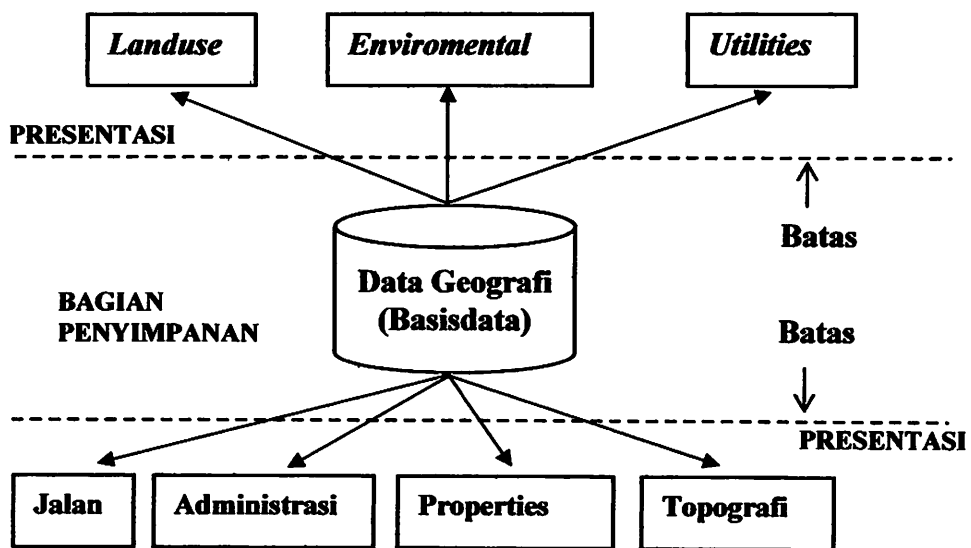 Landuse
Enviromental
Utilities
PRESENTASI
Batas
Data Geografi
(Basisdata)
BAGIAN
PENYIMPANAN
Batas
PRESENTASI
Jalan
Administrasi
Properties
Topografi